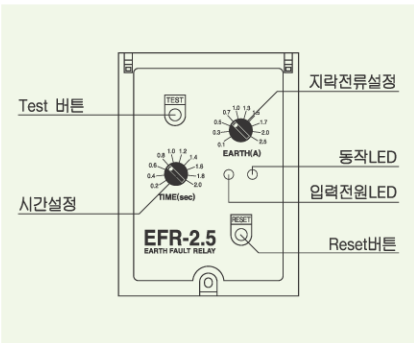 지락전류설정
TEST
Test 버튼
0.1 0.3 0.5 0.7 1.0 1.3 1.5 1.7 2.0 2.5
EARTH(A)
동작LED
0.2 0.4 0.6 0.8 1.0 1.2 1.4 1.6 1.8 2.0
입력전원LED
시간설정
TIME(sec)
RESET
EFR-2.5
EARTH FAULT RELAY
Reset버튼